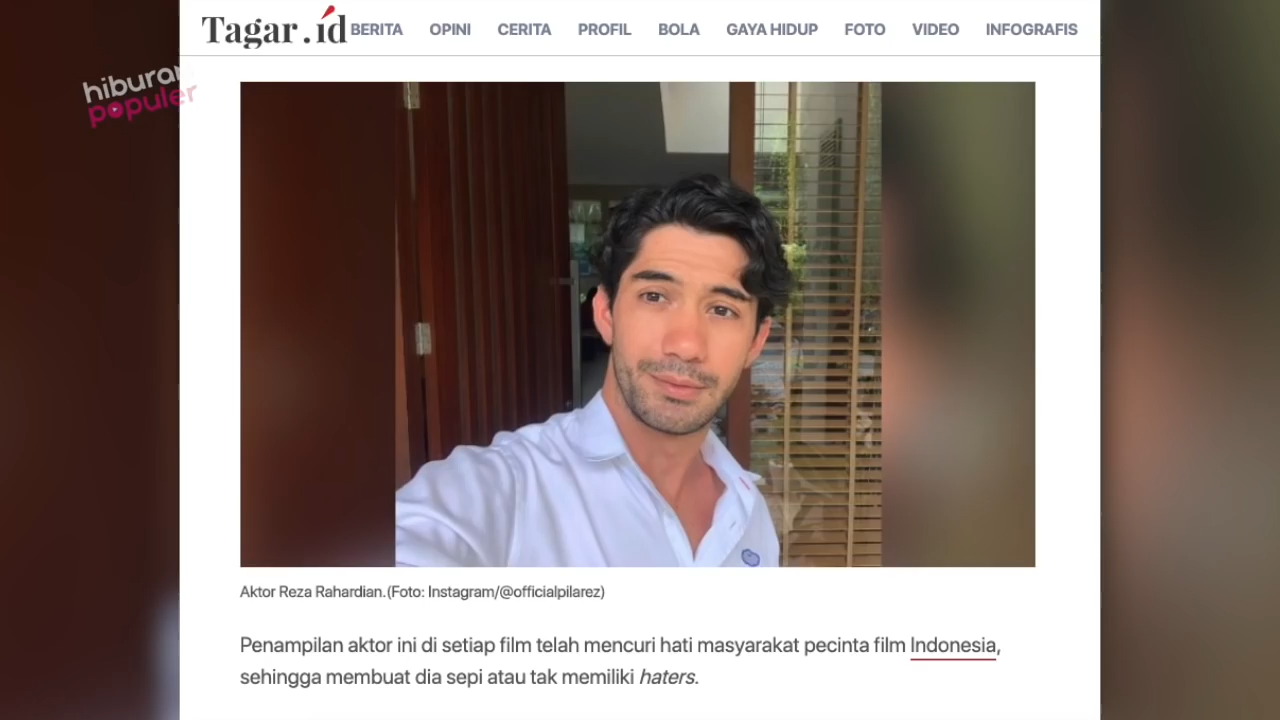 Tagar.id
BERITA OPINI CERITA PROFIL BOLA GAYA HIDUP FOTO VIDEO INFOGRAFIS
hiburan
populer
Aktor Reza Rahardian.(Foto: Instagram/@officialpilarez)
Penampilan aktor ini di setiap film telah mencuri hati masyarakat pecinta film Indonesia,
sehingga membuat dia sepi atau tak memiliki haters.